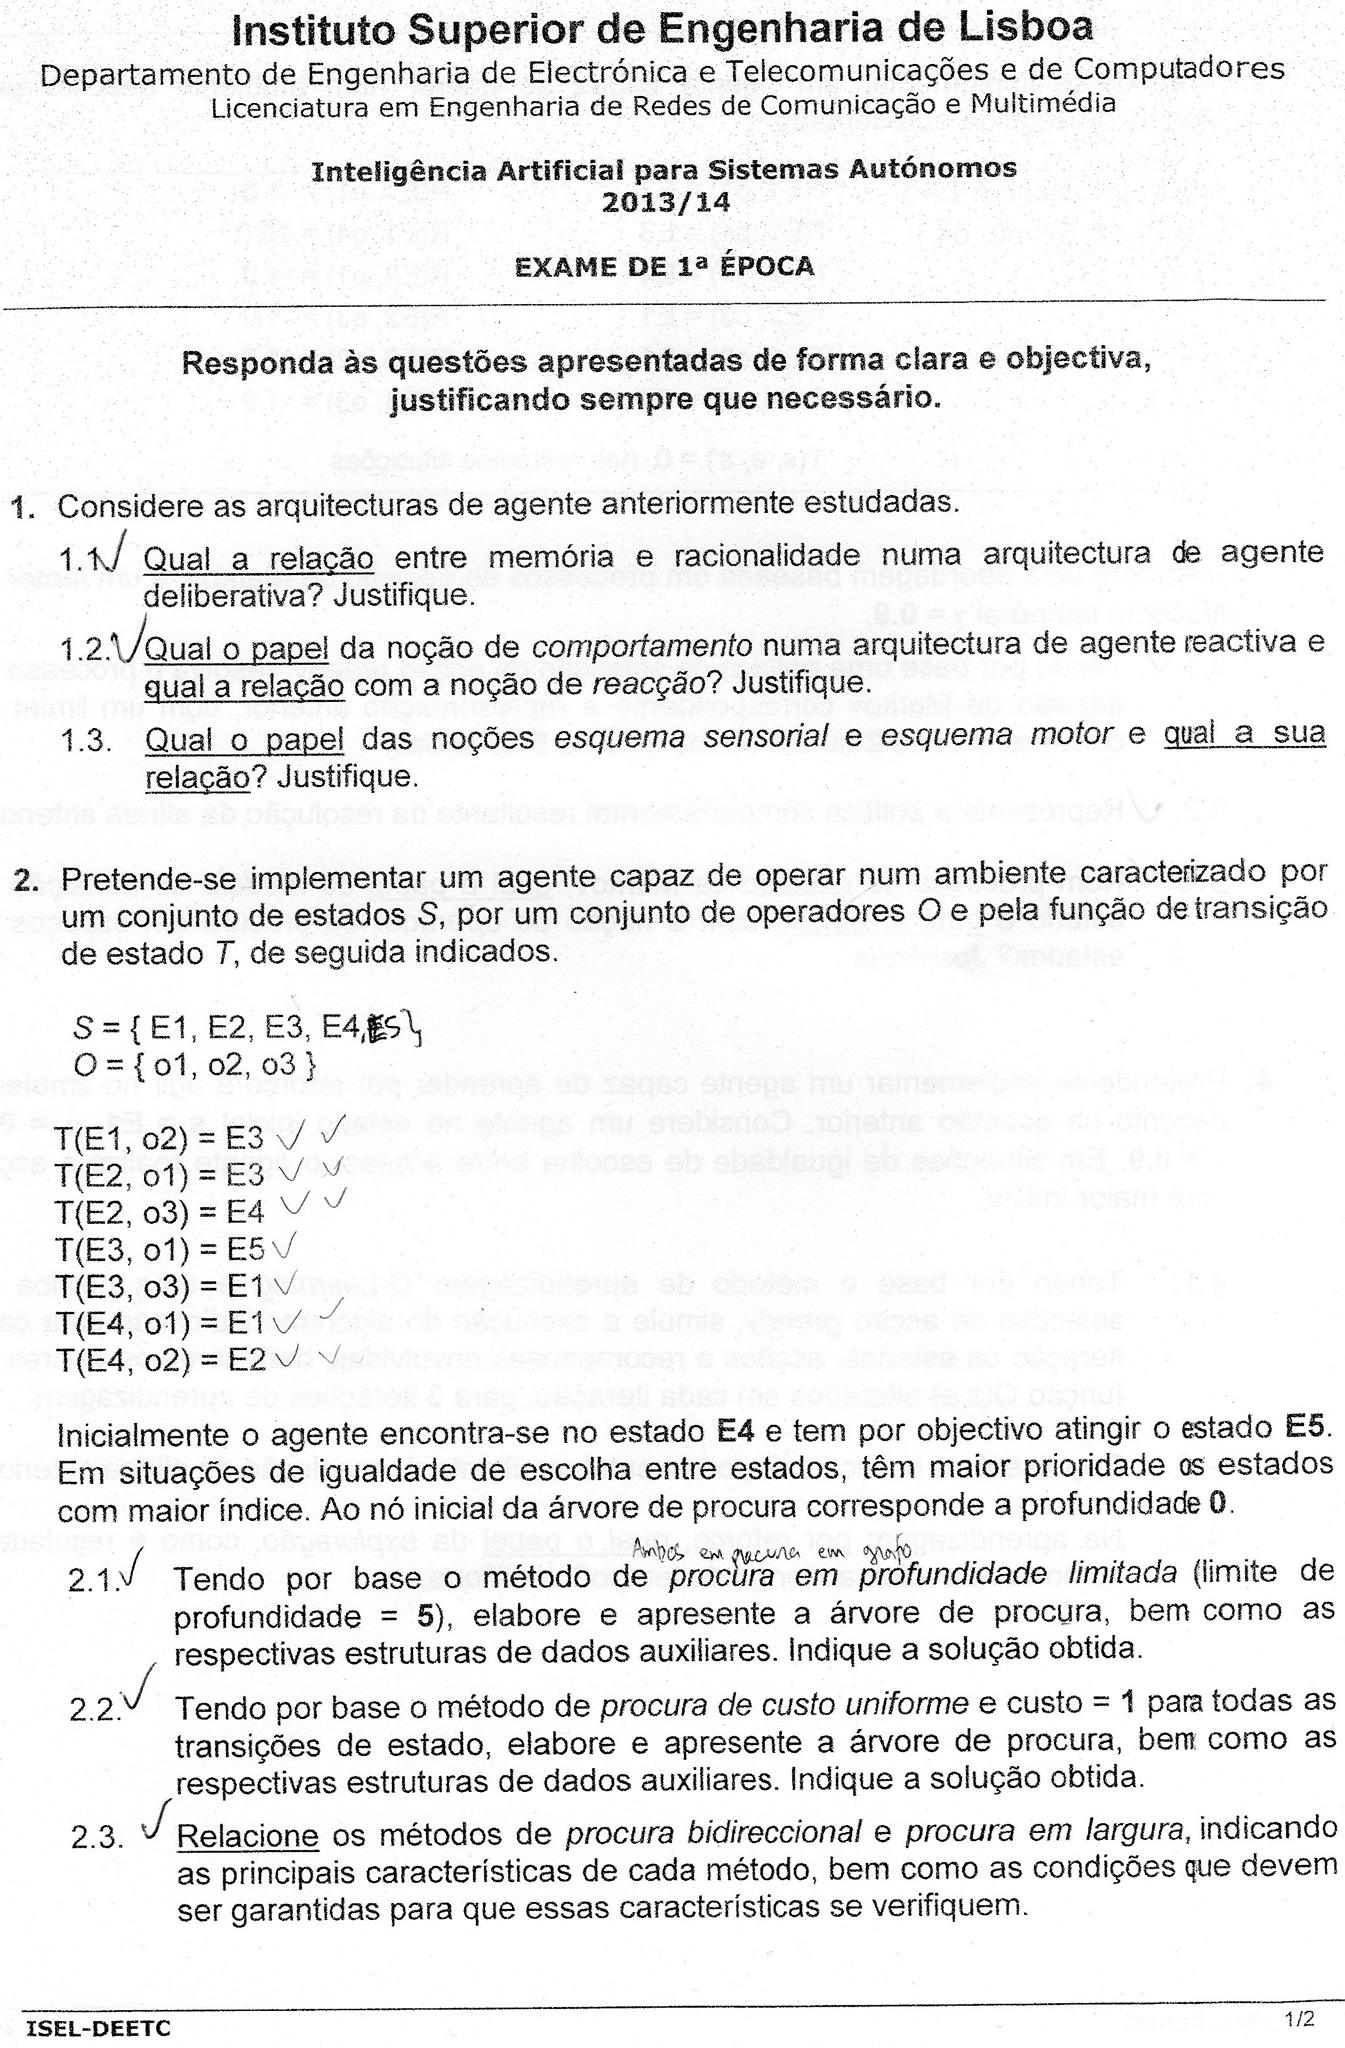 Instituto Superior de Engenharia de Lisboa
Departamento de Engenharia de Electrónica e Telecomunicações e de Computadores
Licenciatura em Engenharia de Redes de Comunicação e Multimédia
Inteligência Artificial para Sistemas Autónomos
2013/14
EXAME DE 1ª ÉPOCA
Responda às questões apresentadas de forma clara e objectiva,
justificando sempre que necessário.
1. Considere as arquitecturas de agente anteriormente estudadas.
1.1. Qual a relação entre memória e racionalidade numa arquitectura de agente
deliberativa? Justifique.
1.2. Qual o papel da noção de comportamento numa arquitectura de agente reactiva e
qual a relação com a noção de reacção? Justifique.
1.3. Qual o papel das noções esquema sensorial e esquema motor e qual a sua
relação? Justifique.
2. Pretende-se implementar um agente capaz de operar num ambiente caracterizado por
um conjunto de estados S, por um conjunto de operadores O e pela função de transição
de estado T, de seguida indicados.
S = { E1, E2, E3, E4, E5 }
O = { o1, o2, o3 }
T(E1, o2) = E3
T(E2, o1) = E3
T(E2, o3) = E4
T(E3, o1) = E5
T(E3, o3) = E1
T(E4, o1) = E1
T(E4, o2) = E2
Inicialmente o agente encontra-se no estado E4 e tem por objectivo atingir o estado E5.
Em situações de igualdade de escolha entre estados, têm maior prioridade os estados
com maior índice. Ao nó inicial da árvore de procura corresponde a profundidade 0.
Ambos em procura em grafo
2.1. Tendo por base o método de procura em profundidade limitada (limite de
profundidade = 5), elabore e apresente a árvore de procura, bem como as
respectivas estruturas de dados auxiliares. Indique a solução obtida.
2.2. Tendo por base o método de procura de custo uniforme e custo = 1 para todas as
transições de estado, elabore e apresente a árvore de procura, bem como as
respectivas estruturas de dados auxiliares. Indique a solução obtida.
2.3. Relacione os métodos de procura bidireccional e procura em largura, indicando
as principais características de cada método, bem como as condições que devem
ser garantidas para que essas características se verifiquem.
ISEL-DEETC
1/2